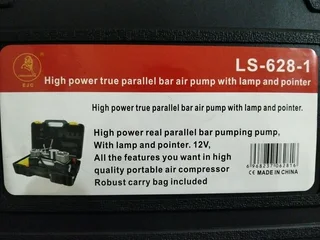 LS-628-1
High power true parallel bar air pump with lamp and pointer.
High power true parallel bar air pump with lamp and pointer.
High power real parallel bar pumping pump,
With lamp and pointer. 12V,
All the features you want in high
quality portable air compressor
Robust carry bag included
CE MADE IN CHINA